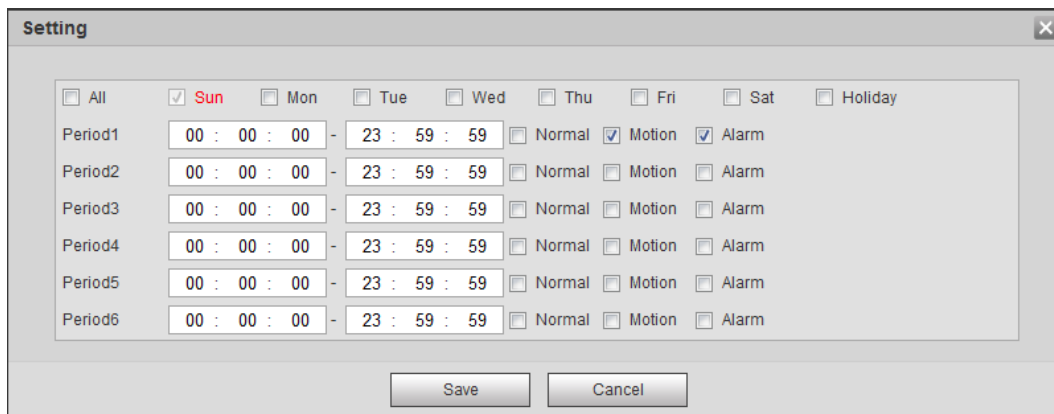 Setting
All Sun Mon Tue Wed Thu Fri Sat Holiday
Period1 00 : 00 : 00 - 23 : 59 : 59 Normal Motion Alarm
Period2 00 : 00 : 00 - 23 : 59 : 59 Normal Motion Alarm
Period3 00 : 00 : 00 - 23 : 59 : 59 Normal Motion Alarm
Period4 00 : 00 : 00 - 23 : 59 : 59 Normal Motion Alarm
Period5 00 : 00 : 00 - 23 : 59 : 59 Normal Motion Alarm
Period6 00 : 00 : 00 - 23 : 59 : 59 Normal Motion Alarm
Save Cancel